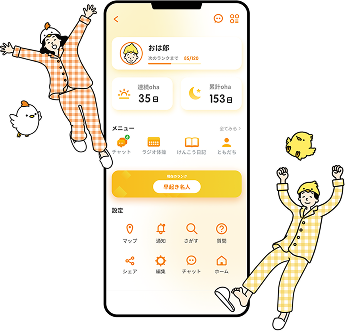 おは郎
次のランクまで 65/120
連続oha
35日
累計oha
153日
メニュー
全てみる
チャット
ラジオ体操
けんこう日記
ともだち
現在のランク
早起き名人
設定
マップ
通知
さがす
質問
シェア
編集
チャット
ホーム